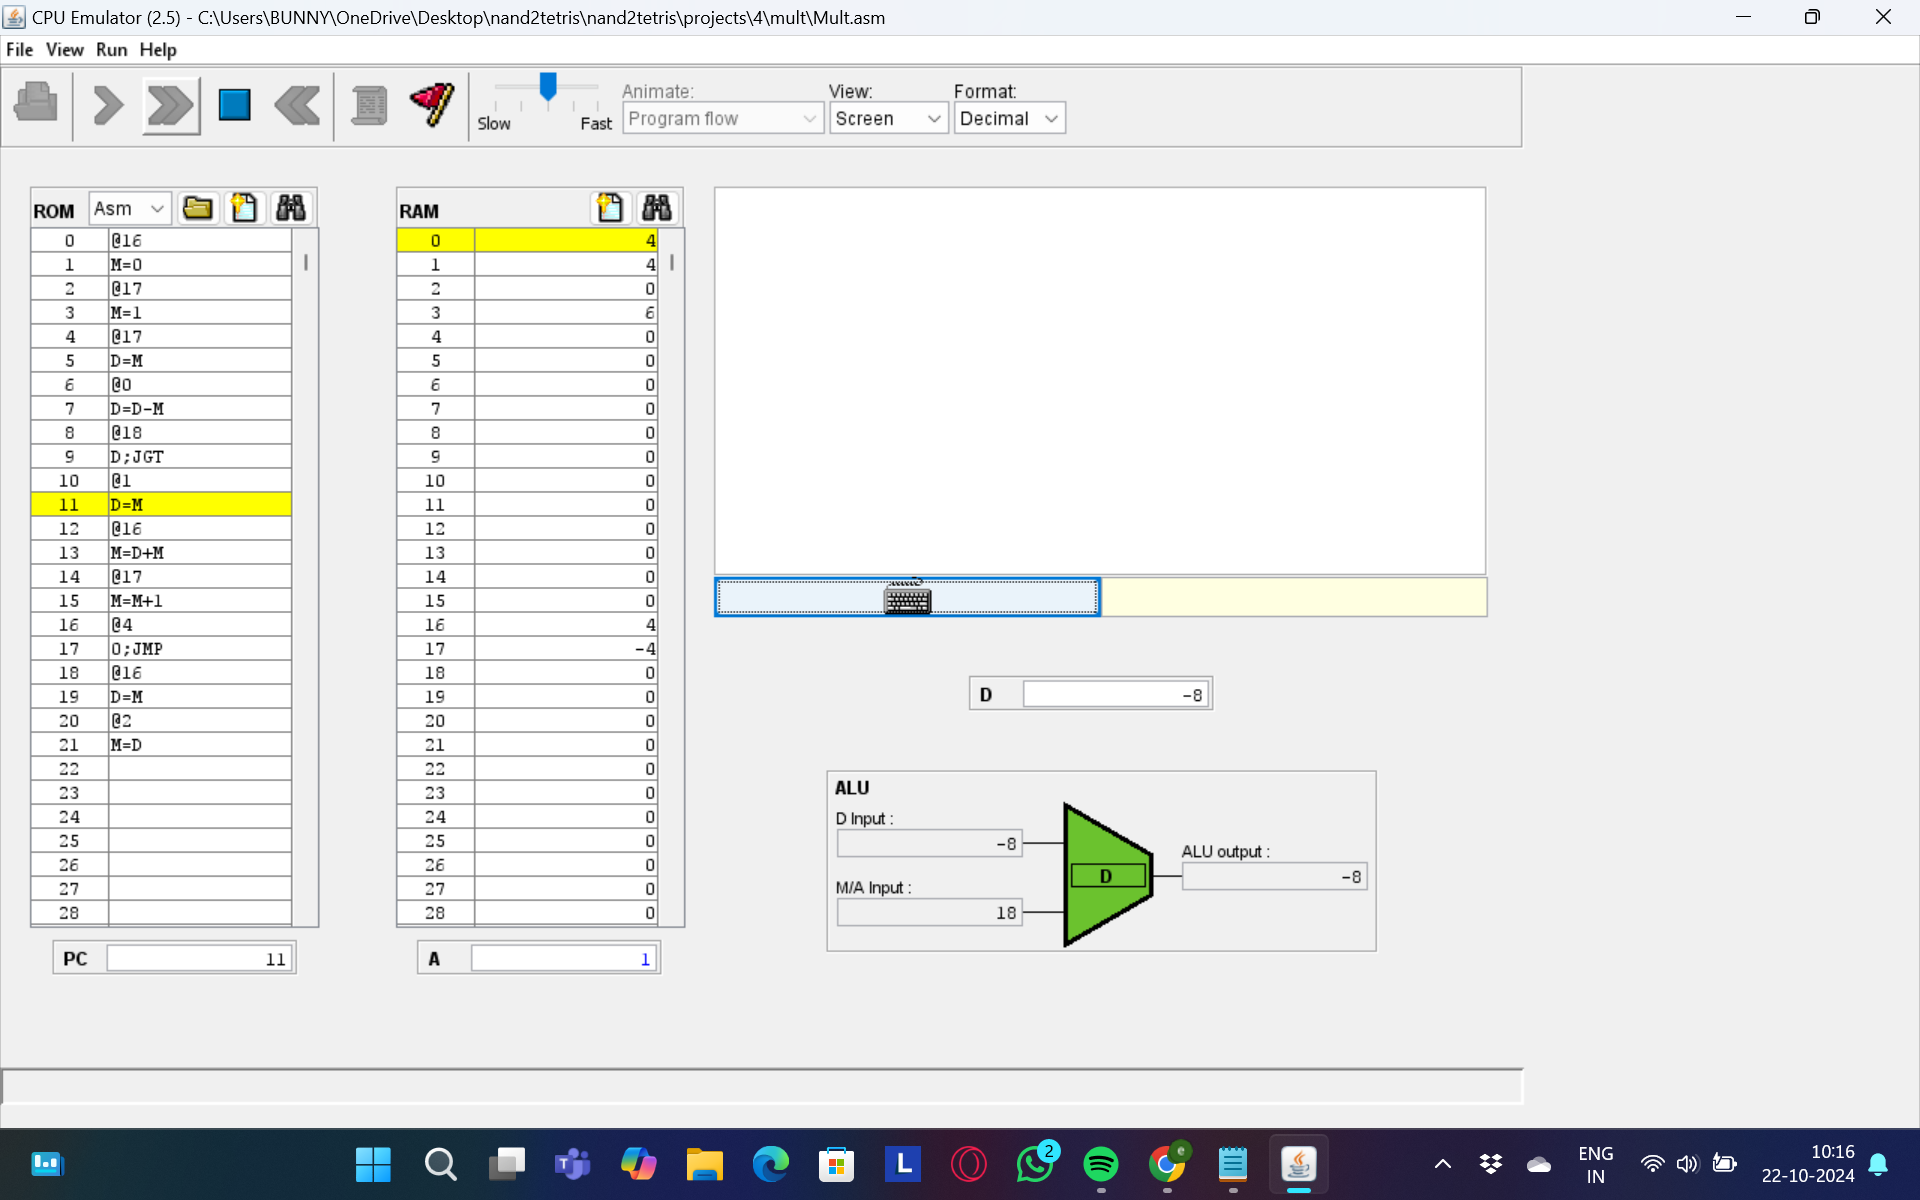 CPU Emulator (2.5) - C:\Users\BUNNY\OneDrive\Desktop\nand2tetris\nand2tetris\projects\4\mult\Mult.asm
File View Run Help
Slow Fast
Animate:
Program flow
View:
Screen
Format:
Decimal
ROM Asm
0 @16
1 M=0
2 @17
3 M=1
4 @17
5 D=M
6 @0
7 D=D-M
8 @18
9 D;JGT
10 @1
11 D=M
12 @16
13 M=D+M
14 @17
15 M=M+1
16 @4
17 0;JMP
18 @16
19 D=M
20 @2
21 M=D
22
23
24
25
26
27
28
PC 11
RAM
0 4
1 4
2 0
3 6
4 0
5 0
6 0
7 0
8 0
9 0
10 0
11 0
12 0
13 0
14 0
15 0
16 4
17 -4
18 0
19 0
20 0
21 0
22 0
23 0
24 0
25 0
26 0
27 0
28 0
A 1
D -8
ALU
D Input :
-8
M/A Input :
18
D
ALU output :
-8
L
2
e
ENG
IN
10:16
22-10-2024